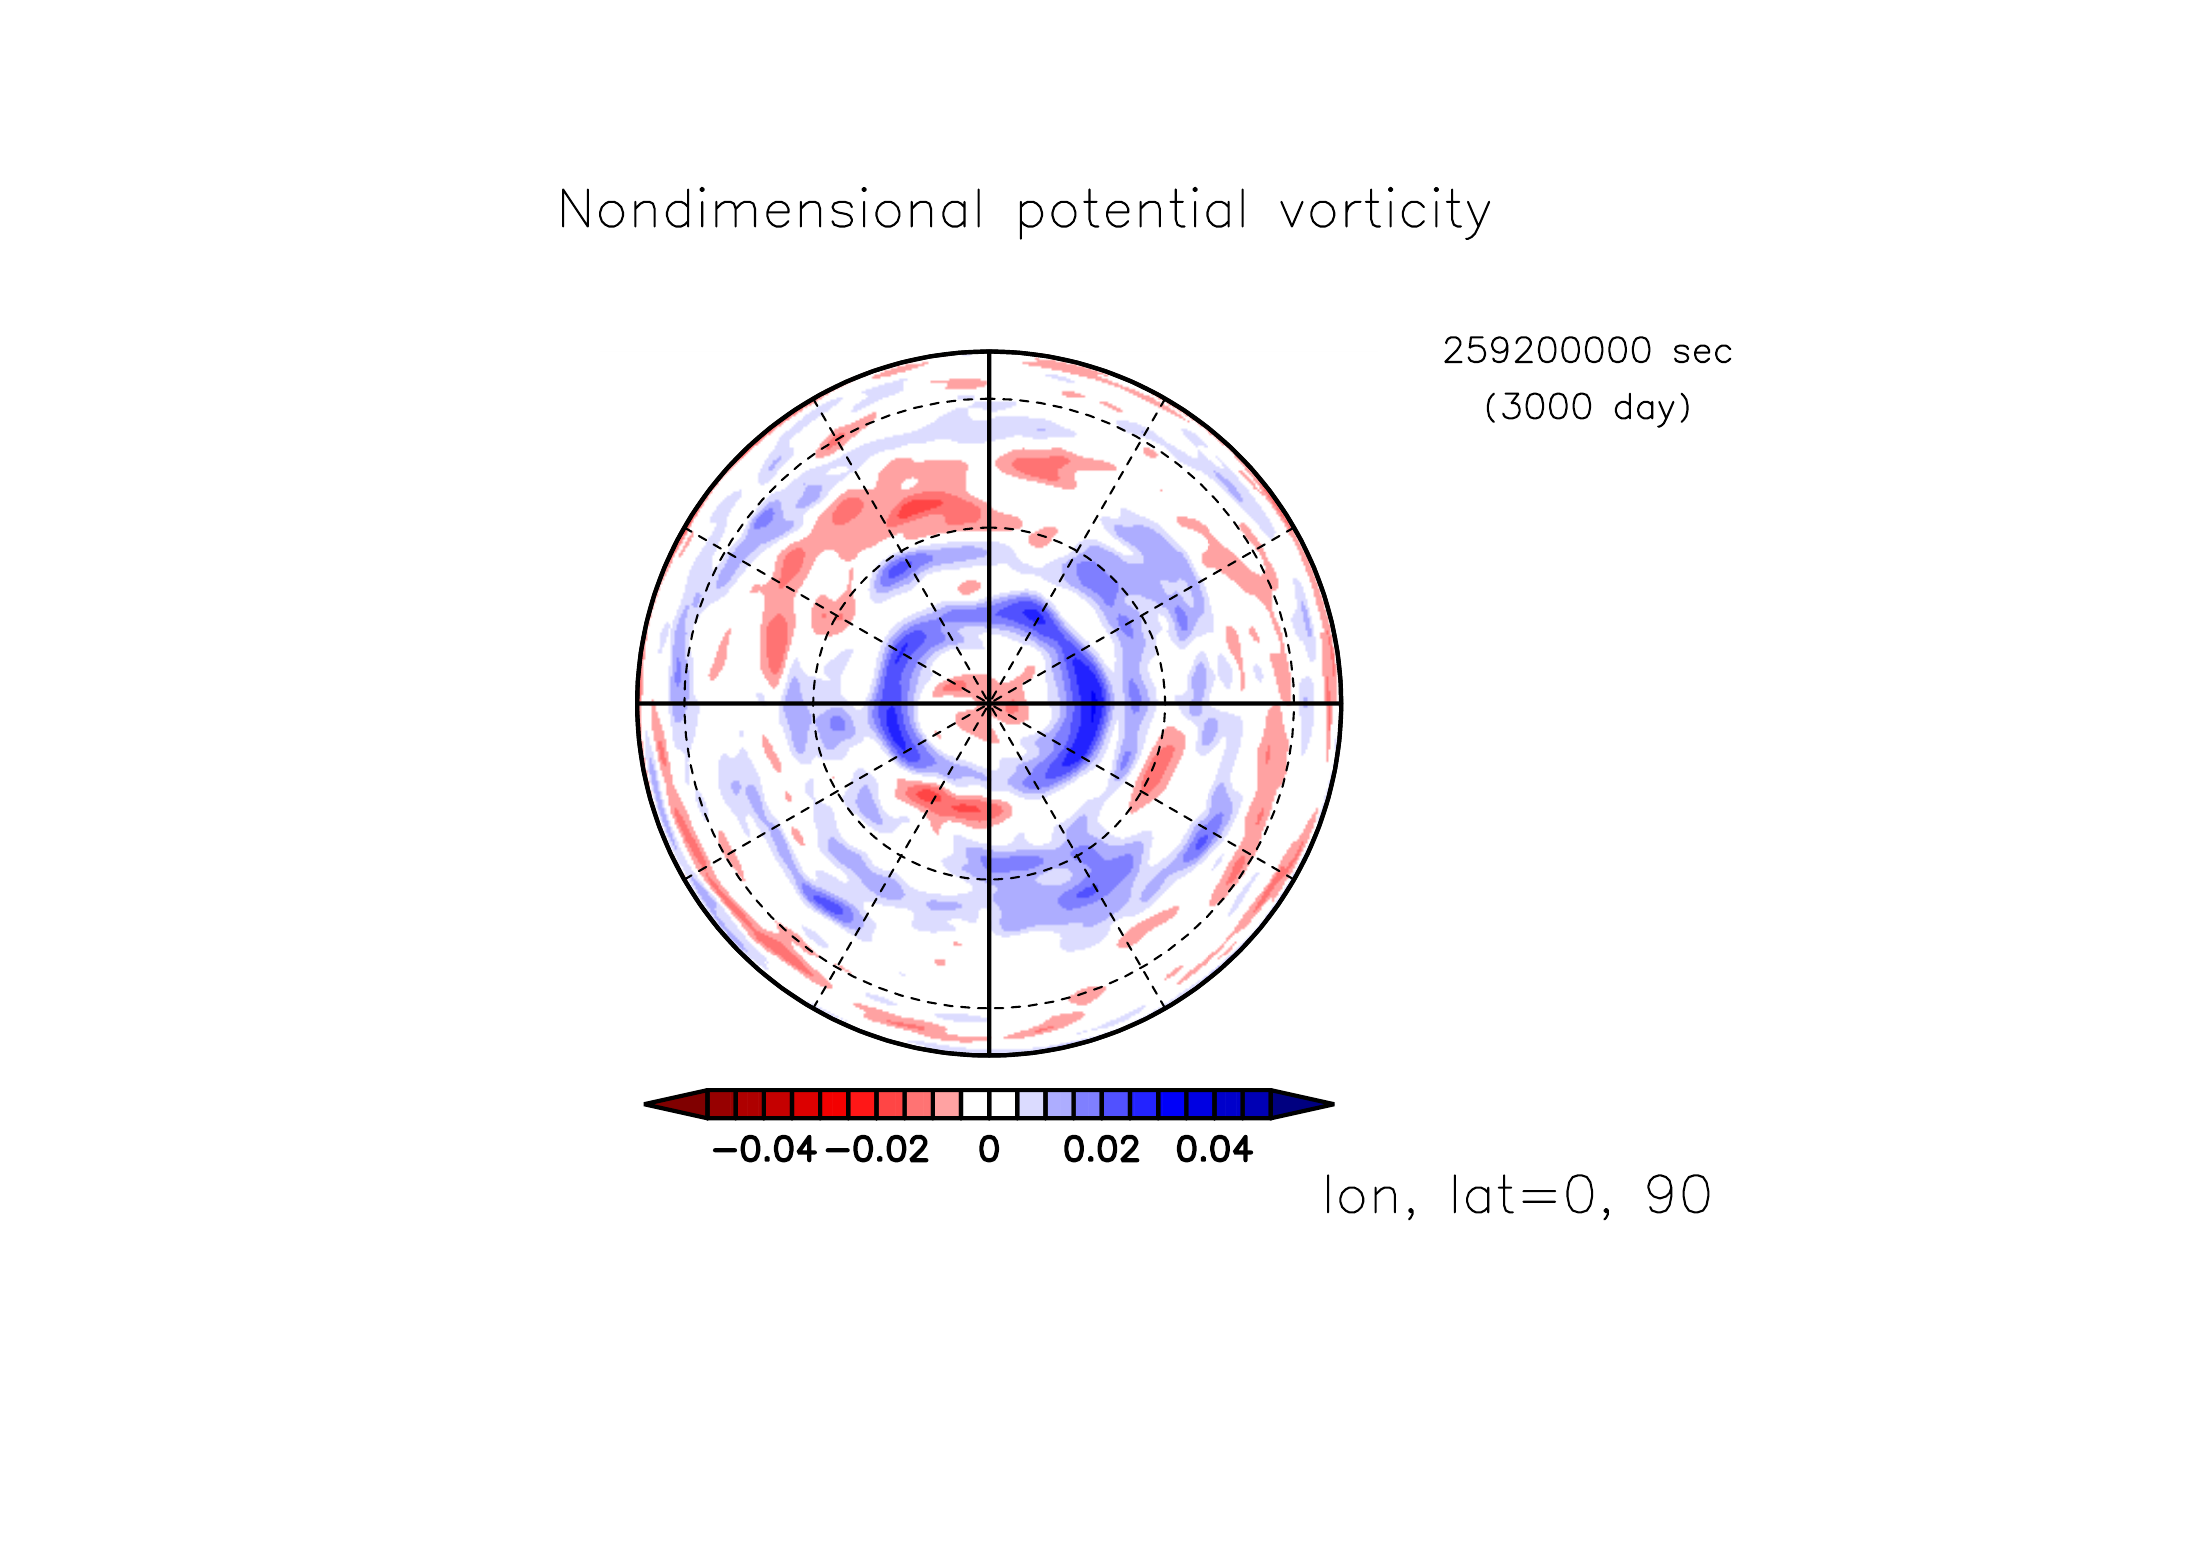 Nondimensional potential vorticity
259200000 sec
(3000 day)
−0.04 −0.02 0 0.02 0.04
lon, lat=0, 90